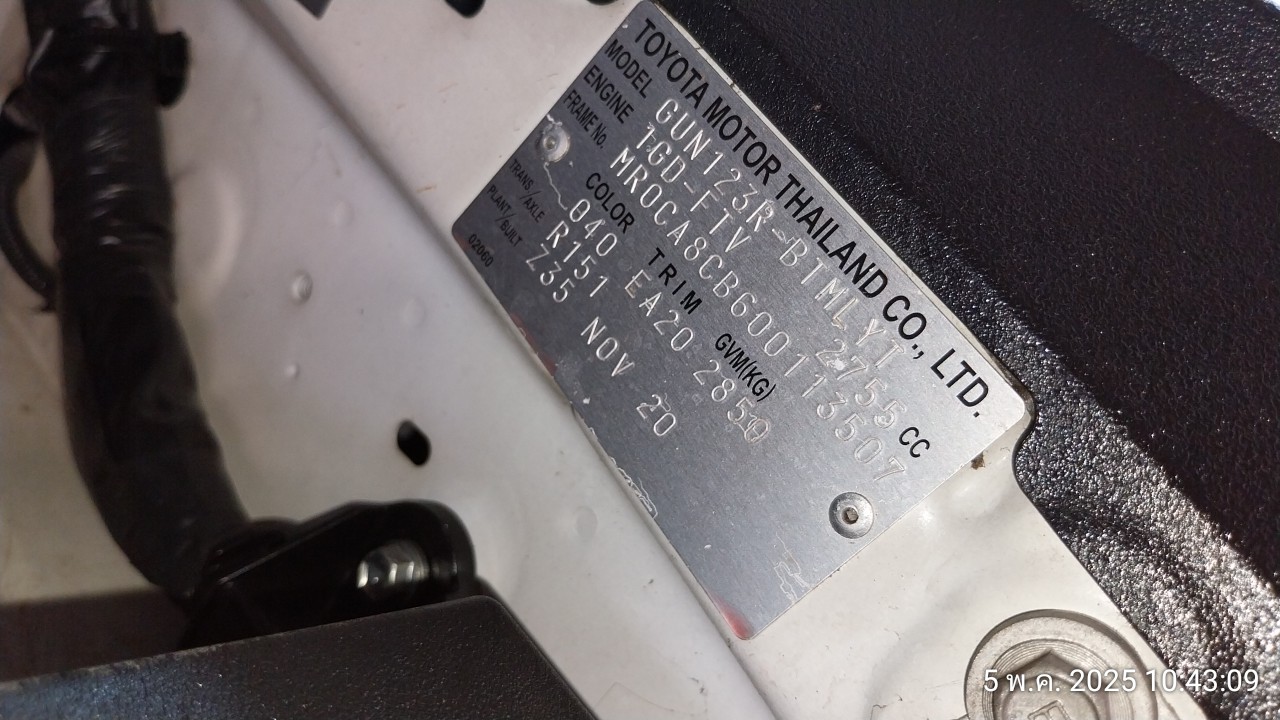 TOYOTA MOTOR THAILAND CO., LTD.
MODEL GUN123R-BTMLYT
ENGINE 1GD-FTV 2755 CC
FRAME No. MR0CA8CB600113507
COLOR TRIM GVM(KG)
040 EA20 2850
TRANS/AXLE R151
PLANT/BUILT Z35 NOV 20
02060
5 พ.ค. 2025 10:43:09